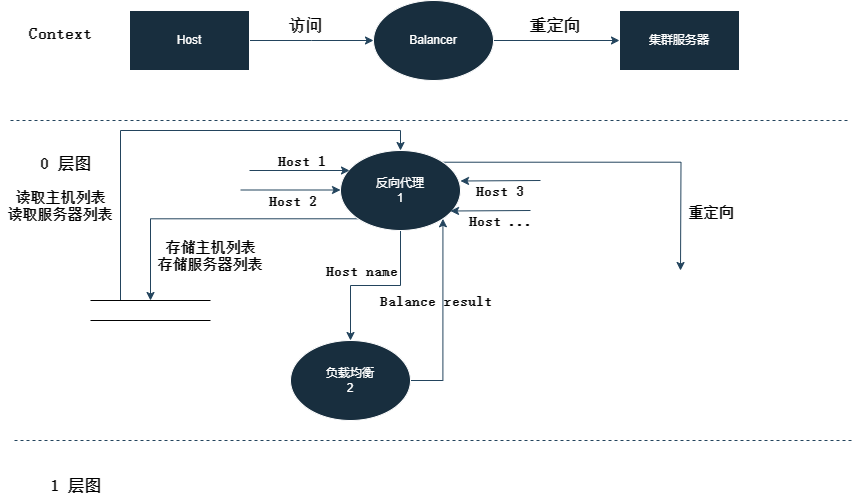 Context
Host
访问
Balancer
重定向
集群服务器
0 层图
Host 1
反向代理
1
Host 2
Host 3
Host ...
读取主机列表
读取服务器列表
重定向
存储主机列表
存储服务器列表
Host name
Balance result
负载均衡
2
1 层图